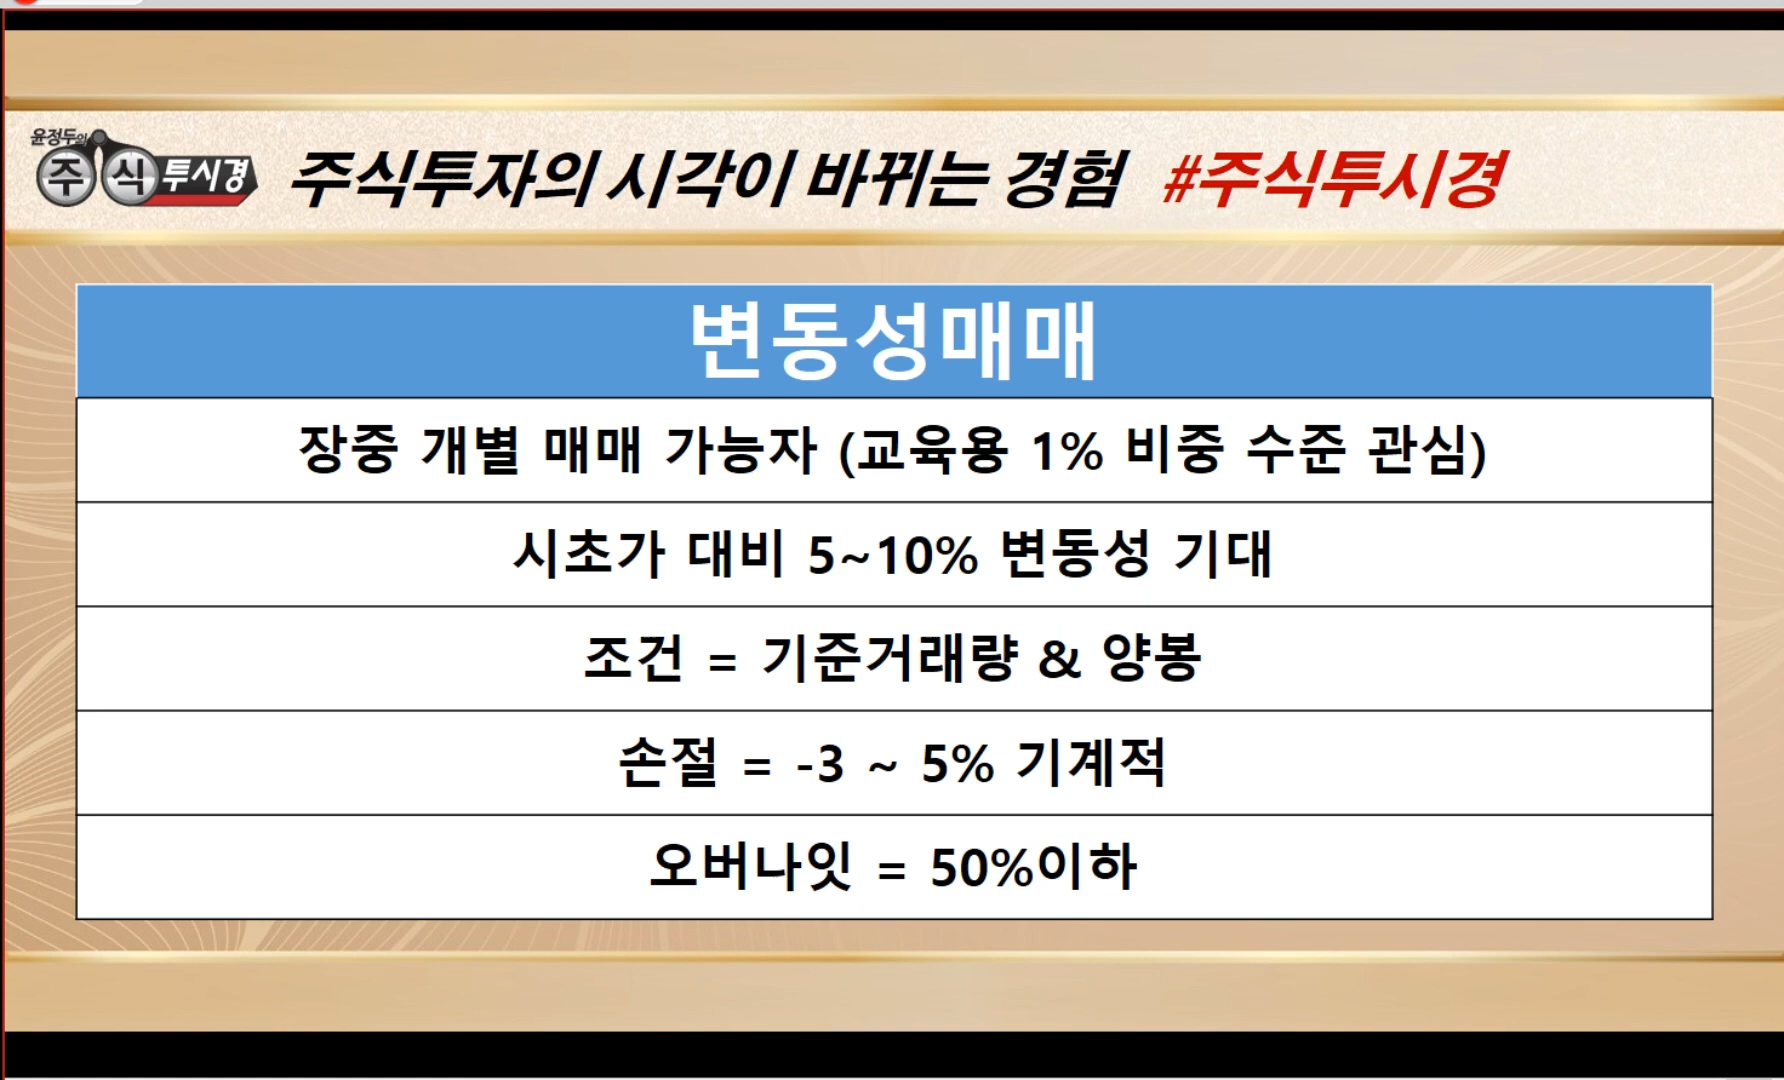 윤정두의
주식투시경
주식투자의 시각이 바뀌는 경험 #주식투시경
변동성매매
장중 개별 매매 가능자 (교육용 1% 비중 수준 관심)
시초가 대비 5~10% 변동성 기대
조건 = 기준거래량 & 양봉
손절 = -3 ~ 5% 기계적
오버나잇 = 50%이하